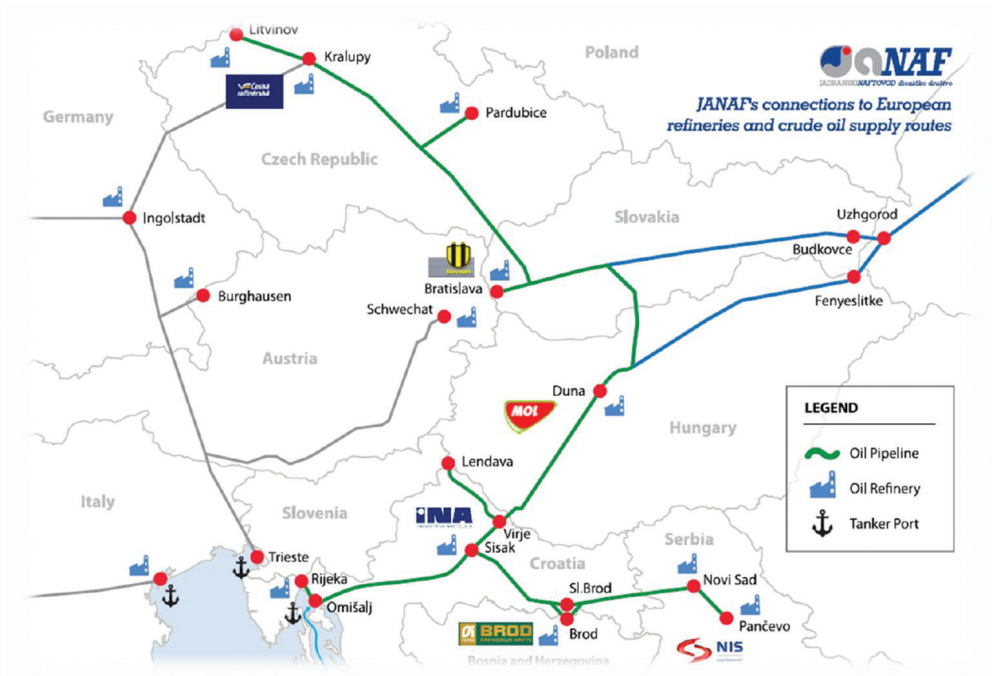 Litvinov
Kralupy
Česká
rafinérská
Poland
JANAF
JADRANSKI NAFTOVOD dioničko društvo
JANAF's connections to European
refineries and crude oil supply routes
Germany
Pardubice
Czech Republic
Ingolstadt
Slovakia
Uzhgorod
Budkovce
Fenyeslitke
Burghausen
Bratislava
Schwechat
Austria
Duna
MOL
Hungary
LEGEND
Oil Pipeline
Oil Refinery
Tanker Port
Italy
Lendava
Slovenia
INA
Virje
Sisak
Croatia
Serbia
Trieste
Rijeka
Omišalj
Sl.Brod
Novi Sad
Brod
BROD
Pančevo
NIS
Bosnia and Herzegovina